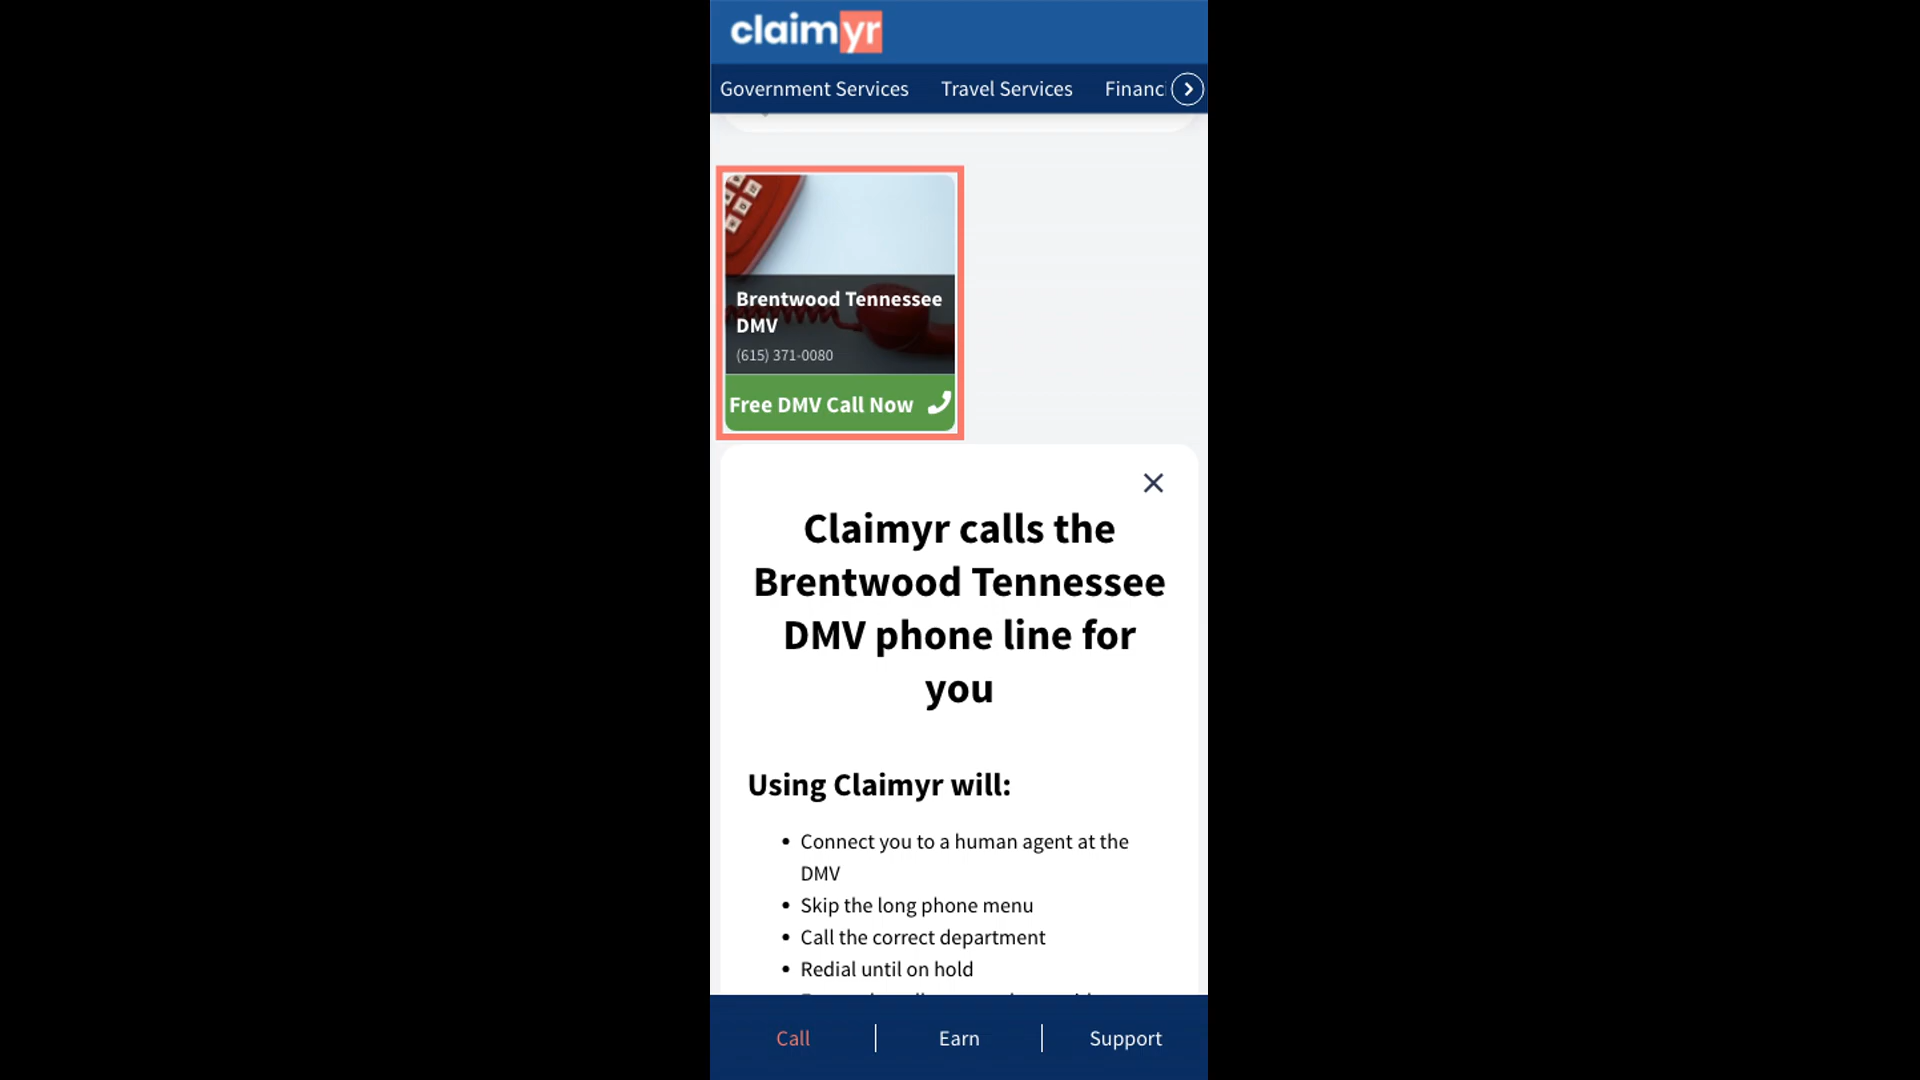 claimyr
Government Services
Travel Services
Financ
Brentwood Tennessee
DMV
(615) 371-0080
Free DMV Call Now
Claimyr calls the
Brentwood Tennessee
DMV phone line for
you
Using Claimyr will:
• Connect you to a human agent at the
DMV
• Skip the long phone menu
• Call the correct department
• Redial until on hold
Call
Earn
Support